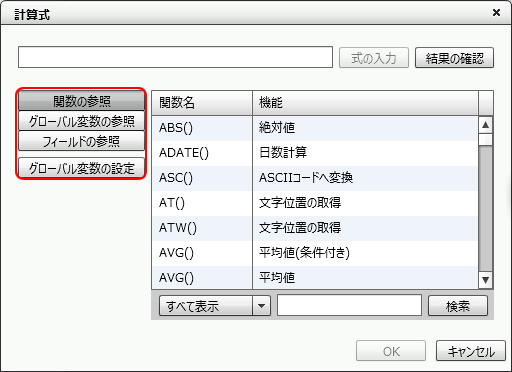 計算式
式の入力 結果の確認
関数の参照
グローバル変数の参照
フィールドの参照
グローバル変数の設定
関数名 機能
ABS() 絶対値
ADATE() 日数計算
ASC() ASCIIコードへ変換
AT() 文字位置の取得
ATW() 文字位置の取得
AVG() 平均値(条件付き)
AVG() 平均値
すべて表示 検索
OK キャンセル